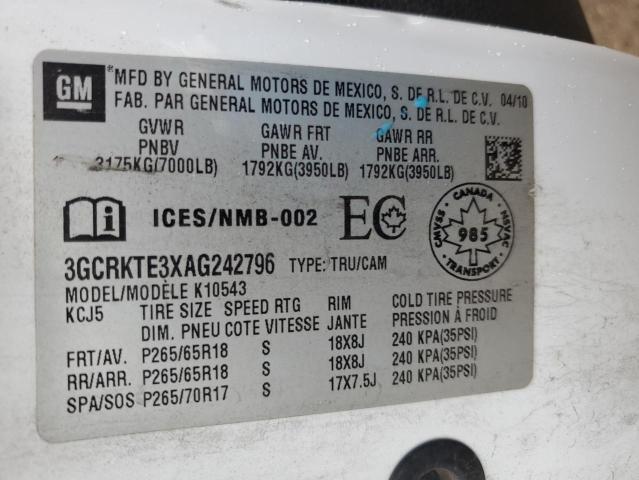 GM
MFD BY GENERAL MOTORS DE MEXICO, S. DE R.L. DE C.V. 04/10
FAB. PAR GENERAL MOTORS DE MEXICO, S. DE R.L. DE C.V.
GVWR GAWR FRT GAWR RR
PNBV PNBE AV. PNBE ARR.
3175KG(7000LB) 1792KG(3950LB) 1792KG(3950LB)
ICES/NMB-002 EC
CANADA
CMVSS 985 NSVAC
TRANSPORT
3GCRKTE3XAG242796 TYPE: TRU/CAM
MODEL/MODÈLE K10543
KCJ5 TIRE SIZE SPEED RTG RIM COLD TIRE PRESSURE
DIM. PNEU COTE VITESSE JANTE PRESSION À FROID
FRT/AV. P265/65R18 S 18X8J 240 KPA(35PSI)
RR/ARR. P265/65R18 S 18X8J 240 KPA(35PSI)
SPA/SOS P265/70R17 S 17X7.5J 240 KPA(35PSI)